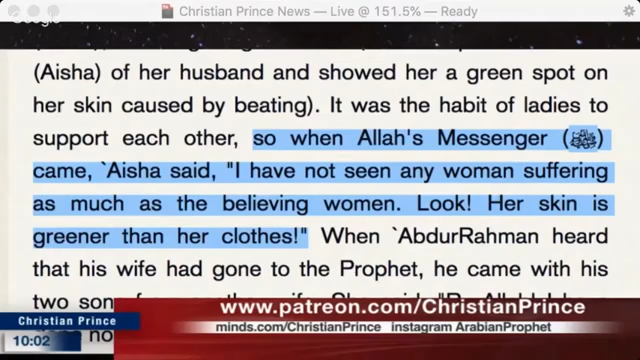 Christian Prince News — Live @ 151.5% — Ready
(Aisha) of her husband and showed her a green spot on
her skin caused by beating). It was the habit of ladies to
support each other, so when Allah's Messenger (ﷺ)
came, `Aisha said, "I have not seen any woman suffering
as much as the believing women. Look! Her skin is
greener than her clothes!" When `AbdurRahman heard
that his wife had gone to the Prophet, he came with his
two
www.patreon.com/ChristianPrince
Christian Prince
minds.com/ChristianPrince instagram ArabianProphet
10:02